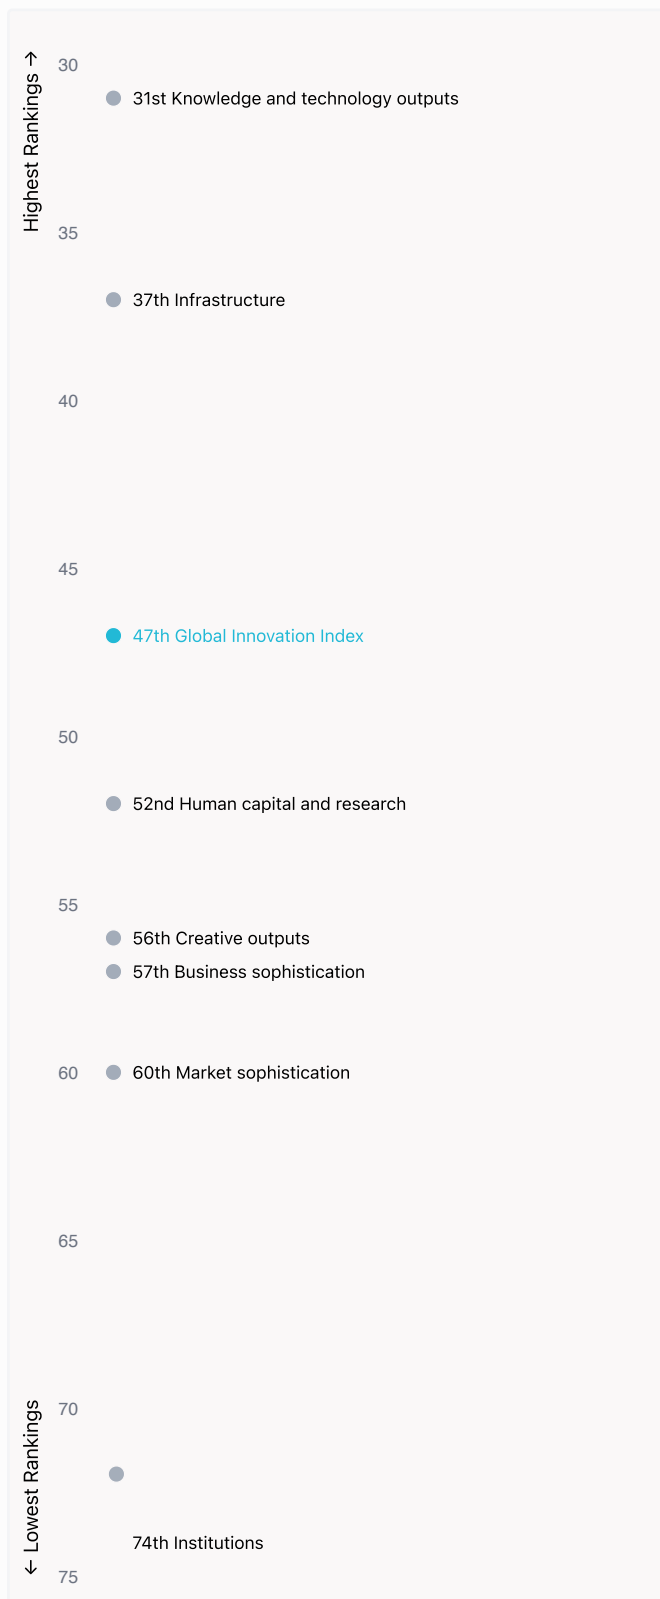 Highest Rankings →
30
31st Knowledge and technology outputs
35
37th Infrastructure
40
45
47th Global Innovation Index
50
52nd Human capital and research
55
56th Creative outputs
57th Business sophistication
60
60th Market sophistication
65
← Lowest Rankings
70
74th Institutions
75